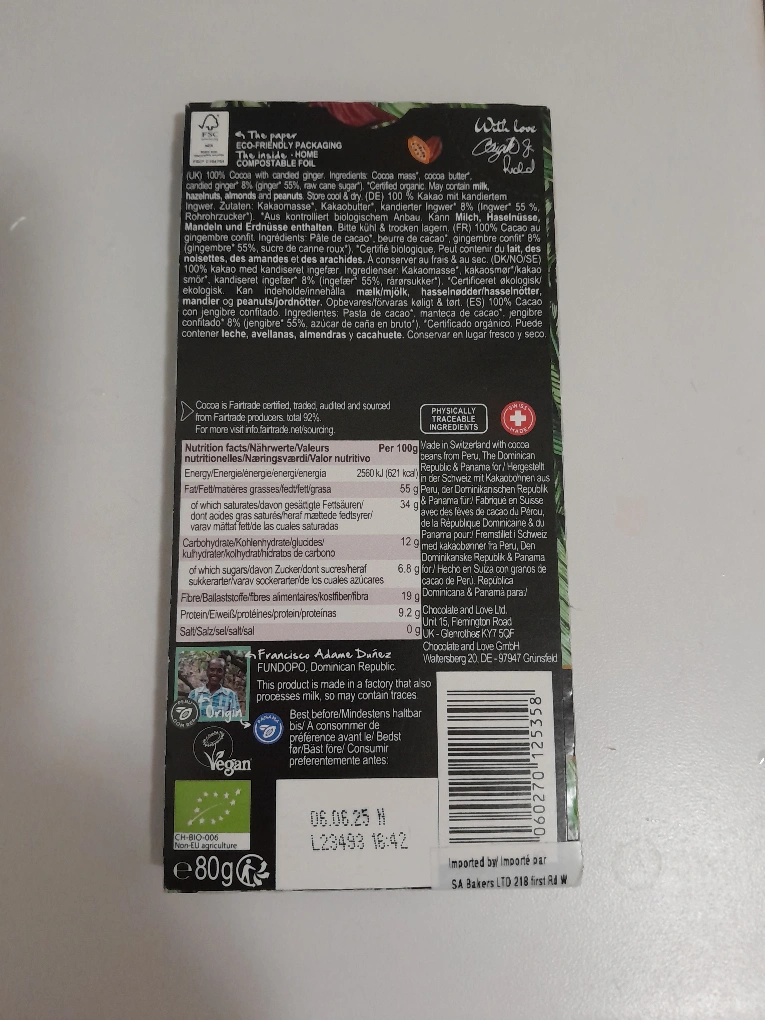 FSC
The paper
ECO-FRIENDLY PACKAGING
The inside - HOME
COMPOSTABLE FOIL
With love
(UK) 100% Cocoa with candied ginger. Ingredients: Cocoa mass*, cocoa butter*,
candied ginger* 8% (ginger* 55%, raw cane sugar*). *Certified organic. May contain milk,
hazelnuts, almonds and peanuts. Store cool & dry. (DE) 100 % Kakao mit kandiertem
Ingwer. Zutaten: Kakaomasse*, Kakaobutter*, kandierter Ingwer* 8% (Ingwer* 55 %,
Rohrohrzucker*). *Aus kontrolliert biologischem Anbau. Kann Milch, Haselnüsse,
Mandeln und Erdnüsse enthalten. Bitte kühl & trocken lagern. (FR) 100% Cacao au
gingembre confit. Ingrédients: Pâte de cacao*, beurre de cacao*, gingembre confit* 8%
(gingembre* 55%, sucre de canne roux*). *Certifié biologique. Peut contenir du lait, des
noisettes, des amandes et des arachides. À conserver au frais & au sec. (DK/NO/SE)
100% kakao med kandiseret ingefær. Ingredienser: Kakaomasse*, kakaosmør*/kakao
smör*, kandiseret ingefær* 8% (ingefær* 55%, rårørsukker*). *Certificeret økologisk/
ekologisk. Kan indeholde/innehålla mælk/mjölk, hasselnødder/hasselnötter,
mandler og peanuts/jordnötter. Opbevares/förvaras køligt & tørt. (ES) 100% Cacao
con jengibre confitado. Ingredientes: Pasta de cacao*, manteca de cacao*, jengibre
confitado* 8% (jengibre* 55%, azúcar de caña en bruto*). *Certificado orgánico. Puede
contener leche, avellanas, almendras y cacahuete. Conservar en lugar fresco y seco.
Cocoa is Fairtrade certified, traded, audited and sourced
from Fairtrade producers, total 92%.
For more visit info.fairtrade.net/sourcing.
PHYSICALLY
TRACEABLE
INGREDIENTS
SWISS
MADE
Nutrition facts/Nährwerte/Valeurs
nutritionelles/Næringsværdi/Valor nutritivo
Per 100g
Energy/Energie/énergie/energi/energia 2560 kJ (621 kcal)
Fat/Fett/matières grasses/fedt/fett/grasa 55 g
of which saturates/davon gesättigte Fettsäuren/
dont acides gras saturés/heraf mættede fedtsyrer/
varav mättat fett/de las cuales saturadas 34 g
Carbohydrate/Kohlenhydrate/glucides/
kulhydrater/kolhydrat/hidratos de carbono 12 g
of which sugars/davon Zucker/dont sucres/heraf
sukkerarter/varav sockerarter/de los cuales azúcares 6.8 g
Fibre/Ballaststoffe/fibres alimentaires/kostfiber/fibra 19 g
Protein/Eiweiß/protéines/protein/proteínas 9.2 g
Salt/Salz/sel/salt/sal 0 g
Made in Switzerland with cocoa
beans from Peru, The Dominican
Republic & Panama for:/ Hergestellt
in der Schweiz mit Kakaobohnen aus
Peru, der Dominikanischen Republik
& Panama für:/ Fabriqué en Suisse
avec des fèves de cacao du Pérou,
de la République Dominicaine & du
Panama pour:/ Fremstillet i Schweiz
med kakaobønner fra Peru, Den
Dominikanske Republik & Panama
for:/ Hecho en Suiza con granos de
cacao de Perú, República
Dominicana & Panamá para:/
Chocolate and Love Ltd.
Unit 15, Flemington Road
UK - Glenrothes KY7 5QF
Chocolate and Love GmbH
Waltersberg 20, DE - 97947 Grünsfeld
Francisco Adame Duñez
FUNDOPO, Dominican Republic.
This product is made in a factory that also
processes milk, so may contain traces.
Origin
PERU
PANAMA
Best before/Mindestens haltbar
bis/ À consommer de
préférence avant le/ Bedst
før/Bäst före/ Consumir
preferentemente antes:
Vegan
CH-BIO-006
Non-EU agriculture
e 80g
06.06.25 N
L23493 16:42
060270 125358
Imported by/ Importé par
SA Bakers LTD 218 first Rd W